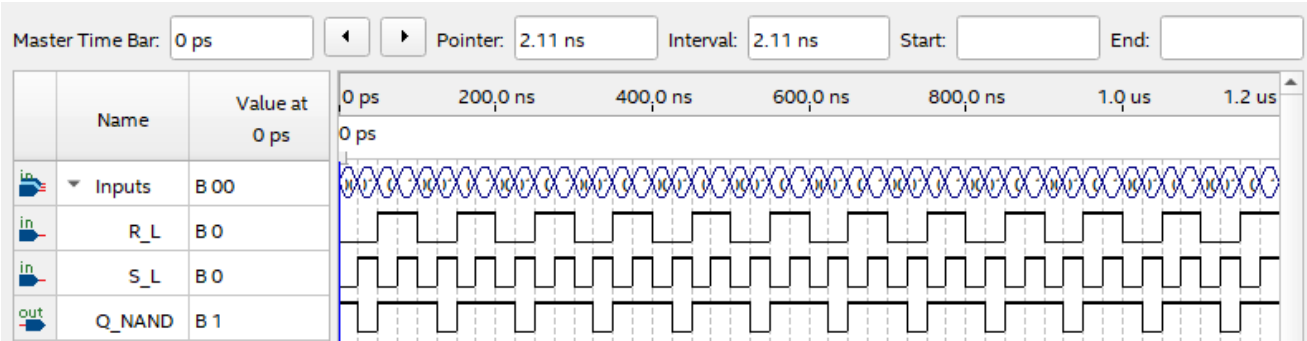 Master Time Bar: 0 ps Pointer: 2.11 ns Interval: 2.11 ns Start: End:
Name Value at 0 ps
0 ps 200.0 ns 400.0 ns 600.0 ns 800.0 ns 1.0 us 1.2 us
0 ps
in Inputs B 00
in R_L B 0
in S_L B 0
out Q_NAND B 1